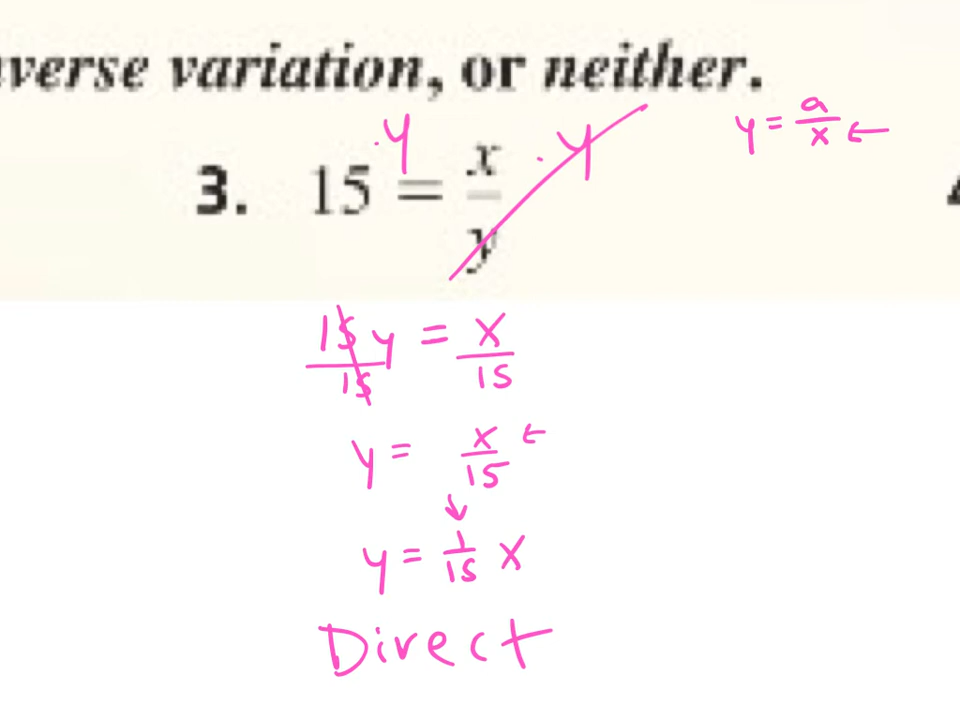 verse variation, or neither.
3. 15 · y = x/y · y
y = a/x ←
15y/15 = x/15
y = x/15 ←
↓
y = 1/15 x
Direct